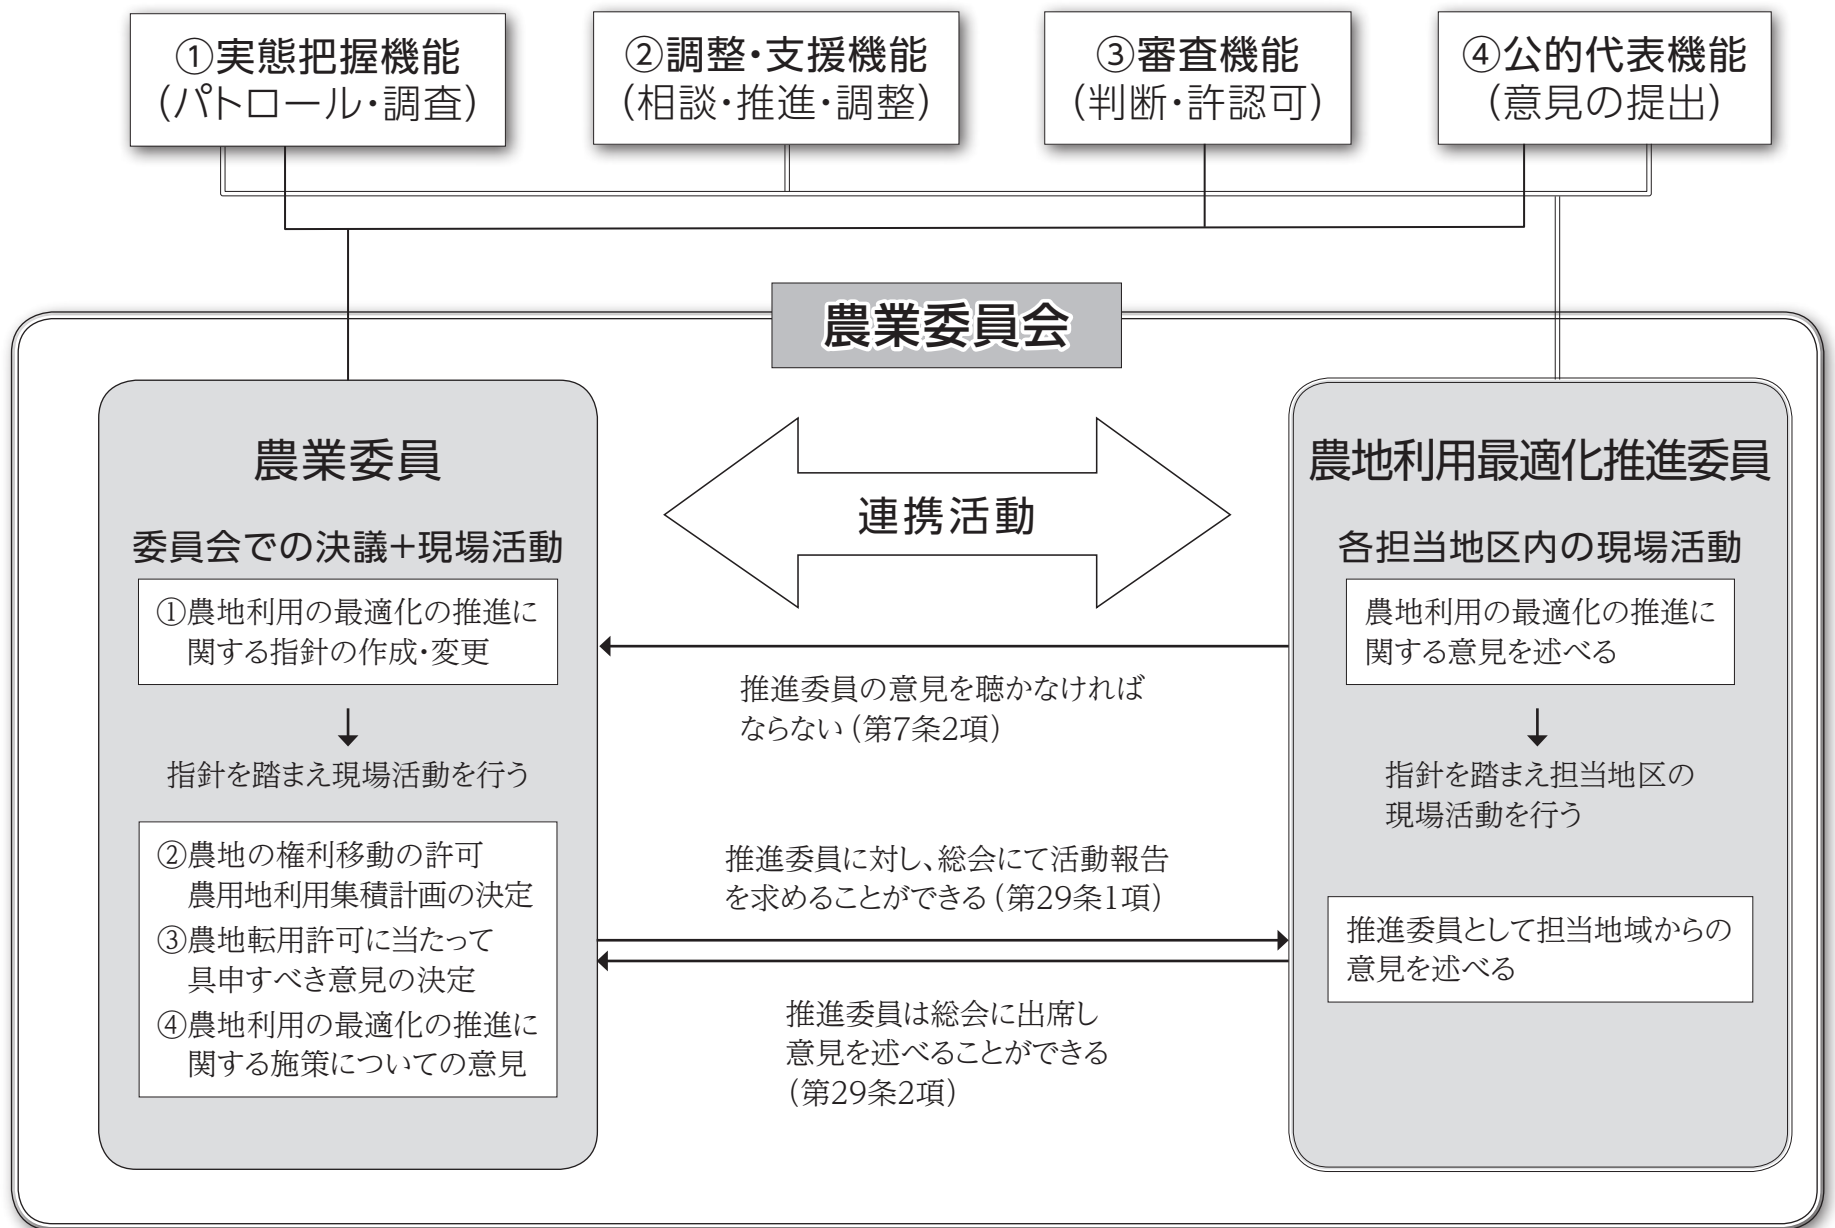 ①実態把握機能
(パトロール・調査)
②調整・支援機能
(相談・推進・調整)
③審査機能
(判断・許認可)
④公的代表機能
(意見の提出)
農業委員会
農業委員
委員会での決議+現場活動
①農地利用の最適化の推進に
関する指針の作成・変更
↓
指針を踏まえ現場活動を行う
②農地の権利移動の許可
農用地利用集積計画の決定
③農地転用許可に当たって
具申すべき意見の決定
④農地利用の最適化の推進に
関する施策についての意見
連携活動
推進委員の意見を聴かなければ
ならない(第7条2項)
推進委員に対し、総会にて活動報告
を求めることができる(第29条1項)
推進委員は総会に出席し
意見を述べることができる
(第29条2項)
農地利用最適化推進委員
各担当地区内の現場活動
農地利用の最適化の推進に
関する意見を述べる
↓
指針を踏まえ担当地区の
現場活動を行う
推進委員として担当地域からの
意見を述べる